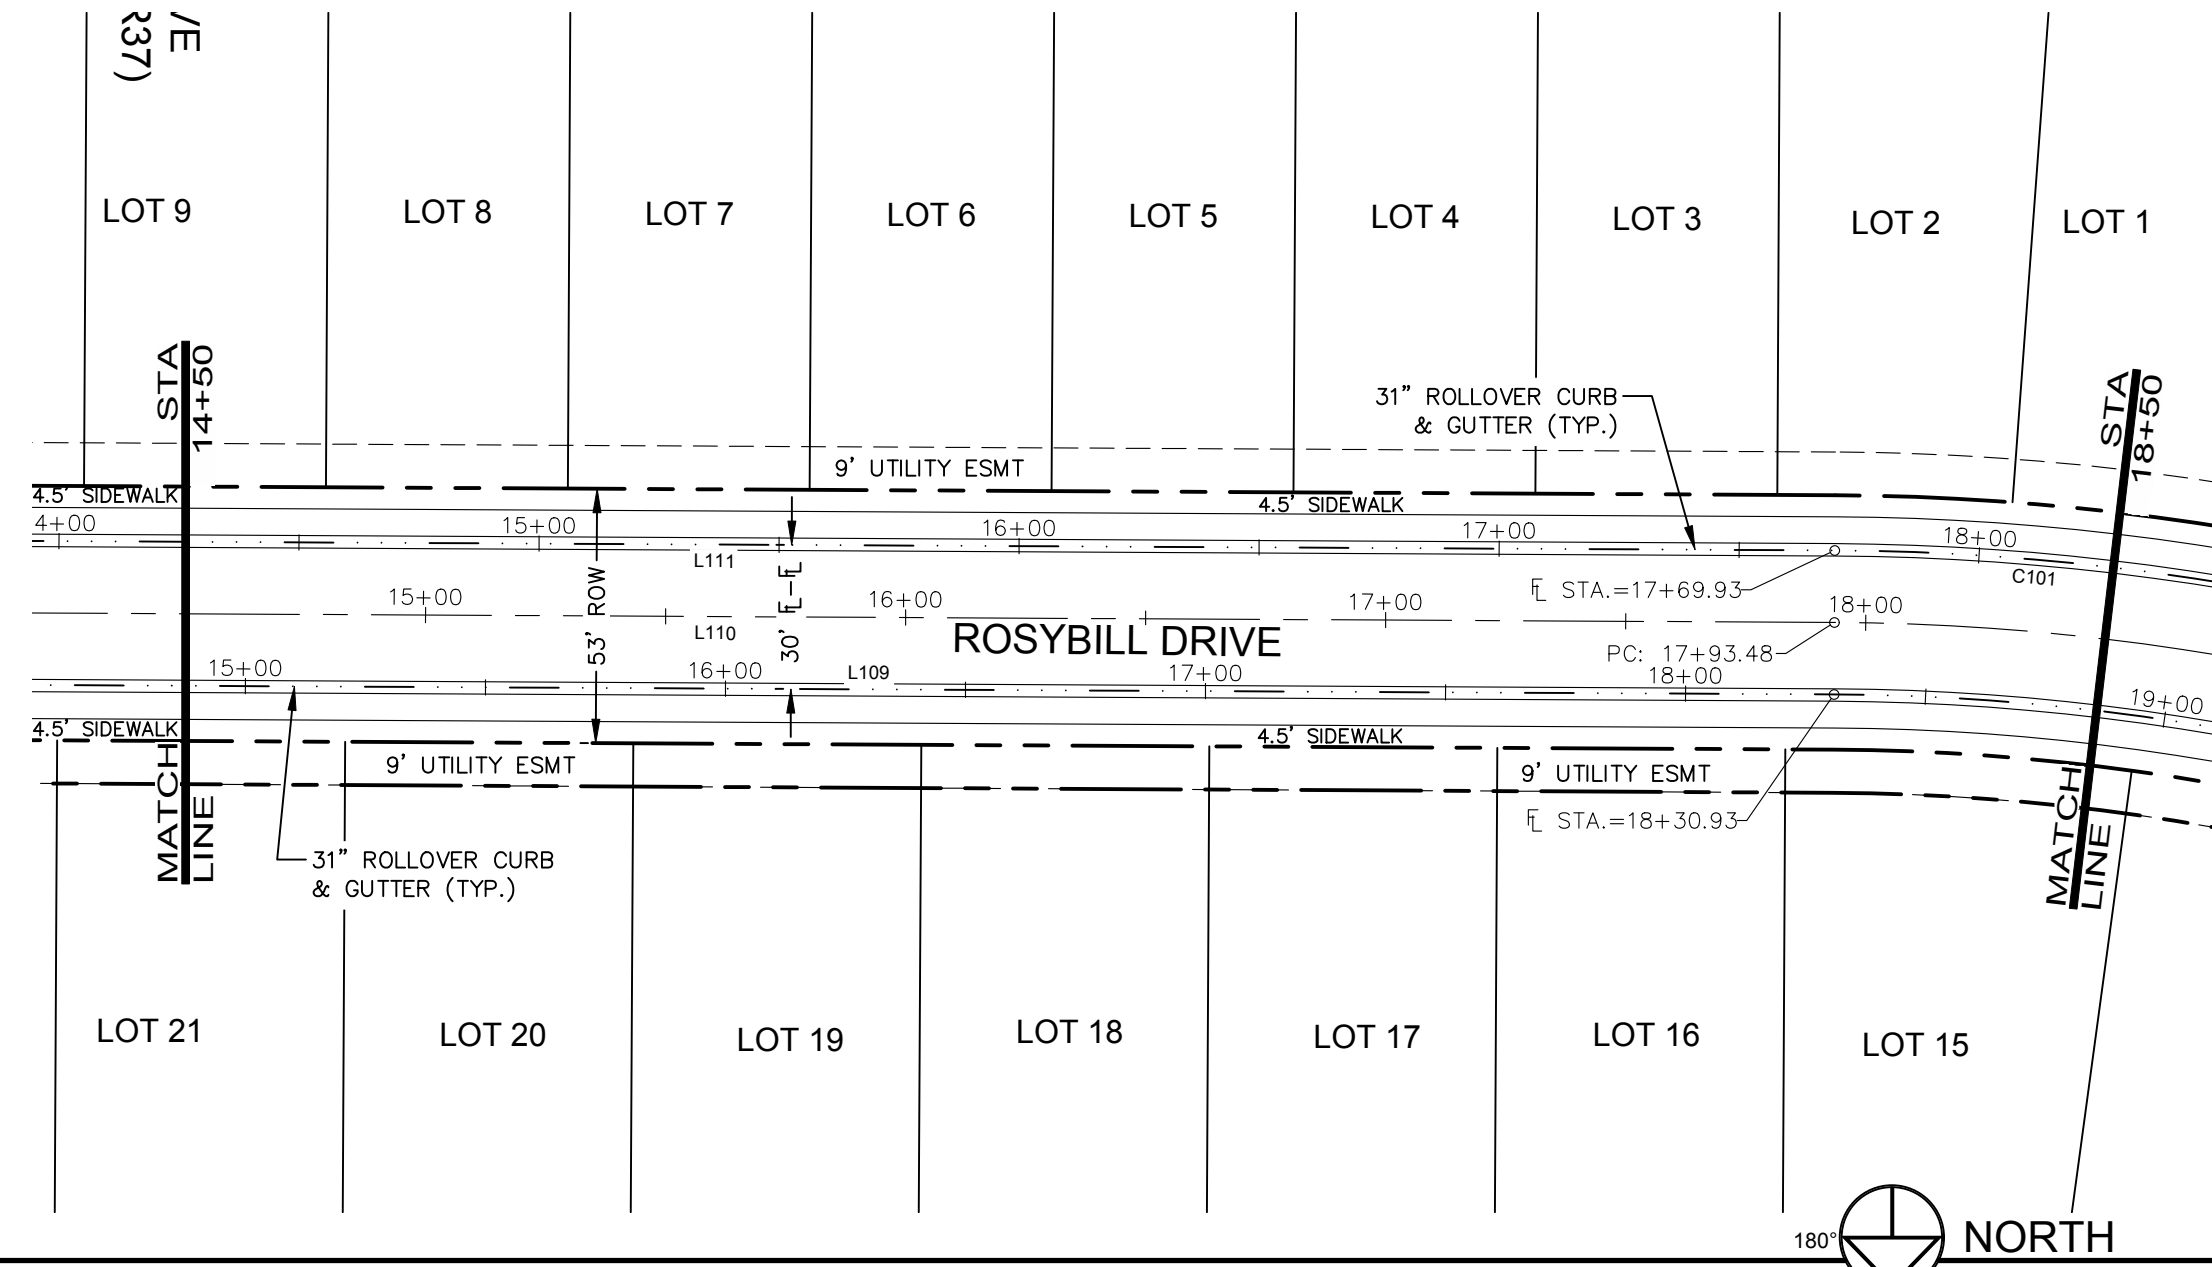 VE
R37)
LOT 9
LOT 8
LOT 7
LOT 6
LOT 5
LOT 4
LOT 3
LOT 2
LOT 1
STA
14+50
STA
18+50
31” ROLLOVER CURB
& GUTTER (TYP.)
9’ UTILITY ESMT
4.5’ SIDEWALK
4.5’ SIDEWALK
4+00
15+00
16+00
17+00
18+00
L111
C101
℄ STA.=17+69.93
15+00
16+00
17+00
18+00
53’ ROW
30’ ℄-℄
L110
ROSYBILL DRIVE
PC: 17+93.48
15+00
16+00
L109
17+00
18+00
19+00
4.5’ SIDEWALK
4.5’ SIDEWALK
9’ UTILITY ESMT
9’ UTILITY ESMT
℄ STA.=18+30.93
MATCH
LINE
MATCH
LINE
31” ROLLOVER CURB
& GUTTER (TYP.)
LOT 21
LOT 20
LOT 19
LOT 18
LOT 17
LOT 16
LOT 15
180°
NORTH